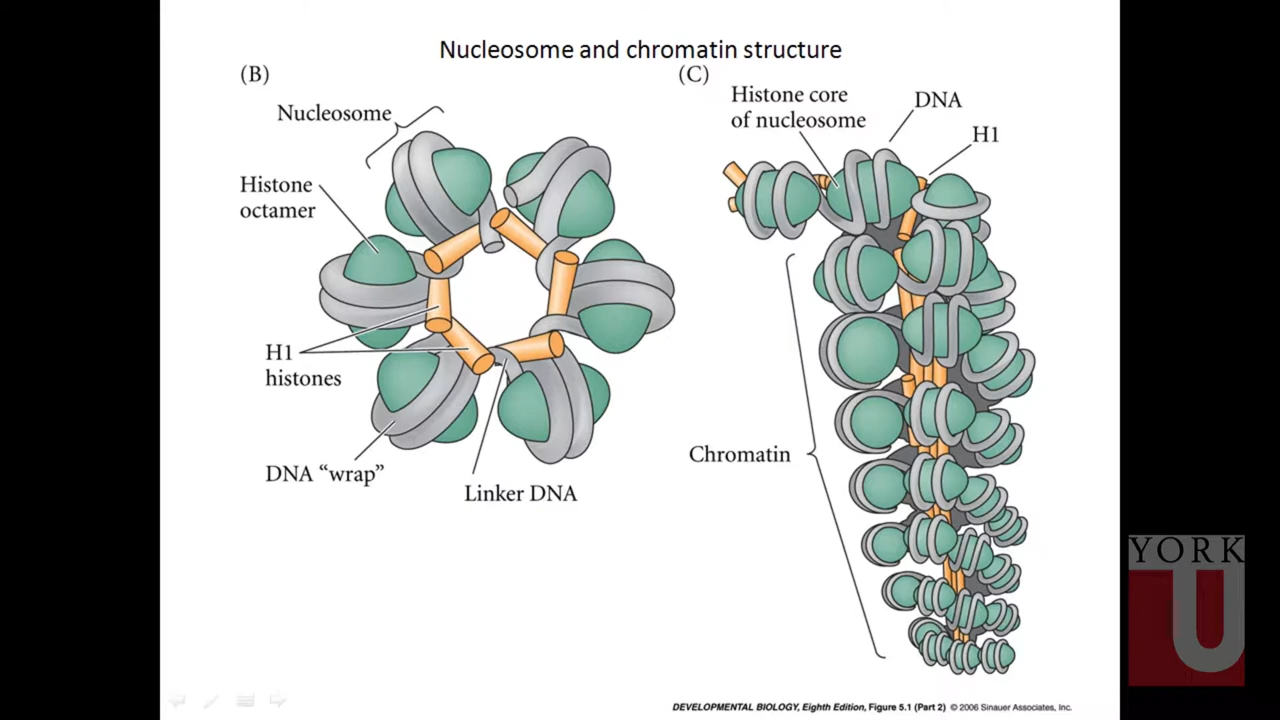 Nucleosome and chromatin structure
(B)
Nucleosome
Histone
octamer
H1
histones
DNA “wrap”
Linker DNA
(C)
Histone core
of nucleosome
DNA
H1
Chromatin
YORK
U
DEVELOPMENTAL BIOLOGY, Eighth Edition, Figure 5.1 (Part 2) © 2006 Sinauer Associates, Inc.